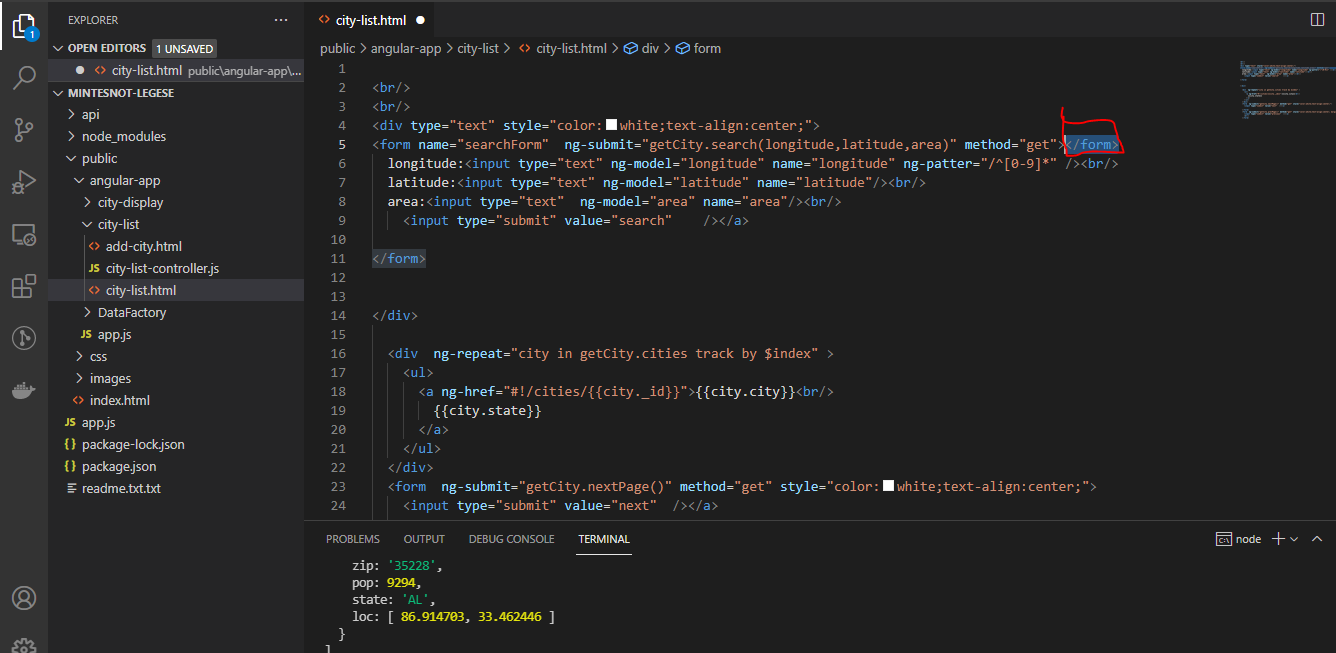 EXPLORER ···
OPEN EDITORS 1 UNSAVED
city-list.html public\angular-app\...
MINTESNOT-LEGESE
api
node_modules
public
angular-app
city-display
city-list
add-city.html
JS city-list-controller.js
city-list.html
DataFactory
JS app.js
css
images
index.html
JS app.js
{} package-lock.json
{} package.json
readme.txt.txt
1
city-list.html
public > angular-app > city-list > city-list.html > div > form
1
2 <br/>
3 <br/>
4 <div type="text" style="color:white;text-align:center;">
5 <form name="searchForm"  ng-submit="getCity.search(longitude,latitude,area)" method="get"></form>
6   longitude:<input type="text" ng-model="longitude" name="longitude" ng-patter="/^[0-9]*" /><br/>
7   latitude:<input type="text" ng-model="latitude" name="latitude"/><br/>
8   area:<input type="text"  ng-model="area" name="area"/><br/>
9     <input type="submit" value="search"    /></a>
10
11 </form>
12
13
14 </div>
15
16   <div  ng-repeat="city in getCity.cities track by $index" >
17     <ul>
18       <a ng-href="#!/cities/{{city._id}}">{{city.city}}<br/>
19         {{city.state}}
20       </a>
21     </ul>
22   </div>
23   <form  ng-submit="getCity.nextPage()" method="get" style="color:white;text-align:center;">
24     <input type="submit" value="next"  /></a>
PROBLEMS OUTPUT DEBUG CONSOLE TERMINAL node
zip: '35228',
pop: 9294,
state: 'AL',
loc: [ 86.914703, 33.462446 ]
}
]